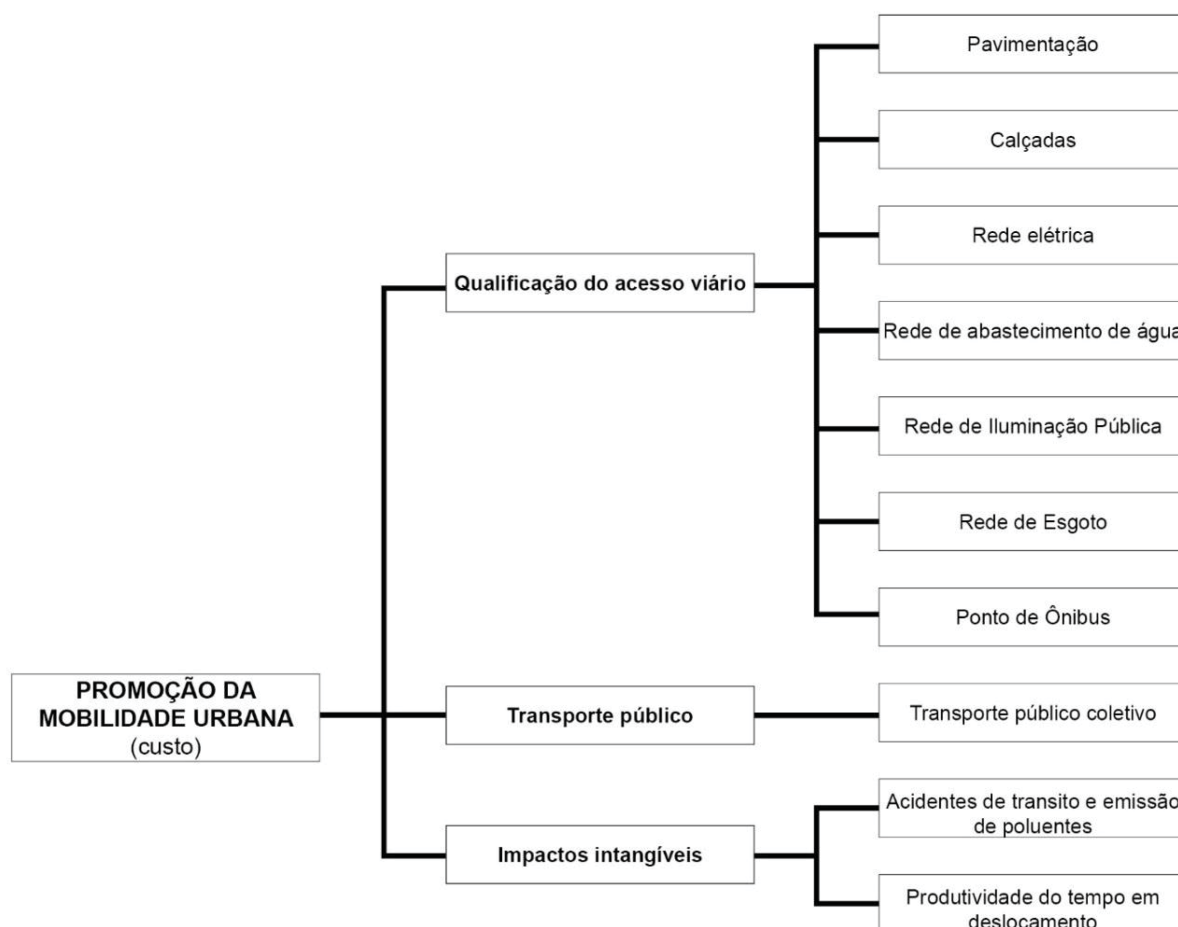 Pavimentação
Calçadas
Rede elétrica
Qualificação do acesso viário
Rede de abastecimento de água
Rede de Iluminação Pública
Rede de Esgoto
Ponto de Ônibus
PROMOÇÃO DA
MOBILIDADE URBANA
(custo)
Transporte público
Transporte público coletivo
Acidentes de transito e emissão
de poluentes
Impactos intangíveis
Produtividade do tempo em
deslocamento